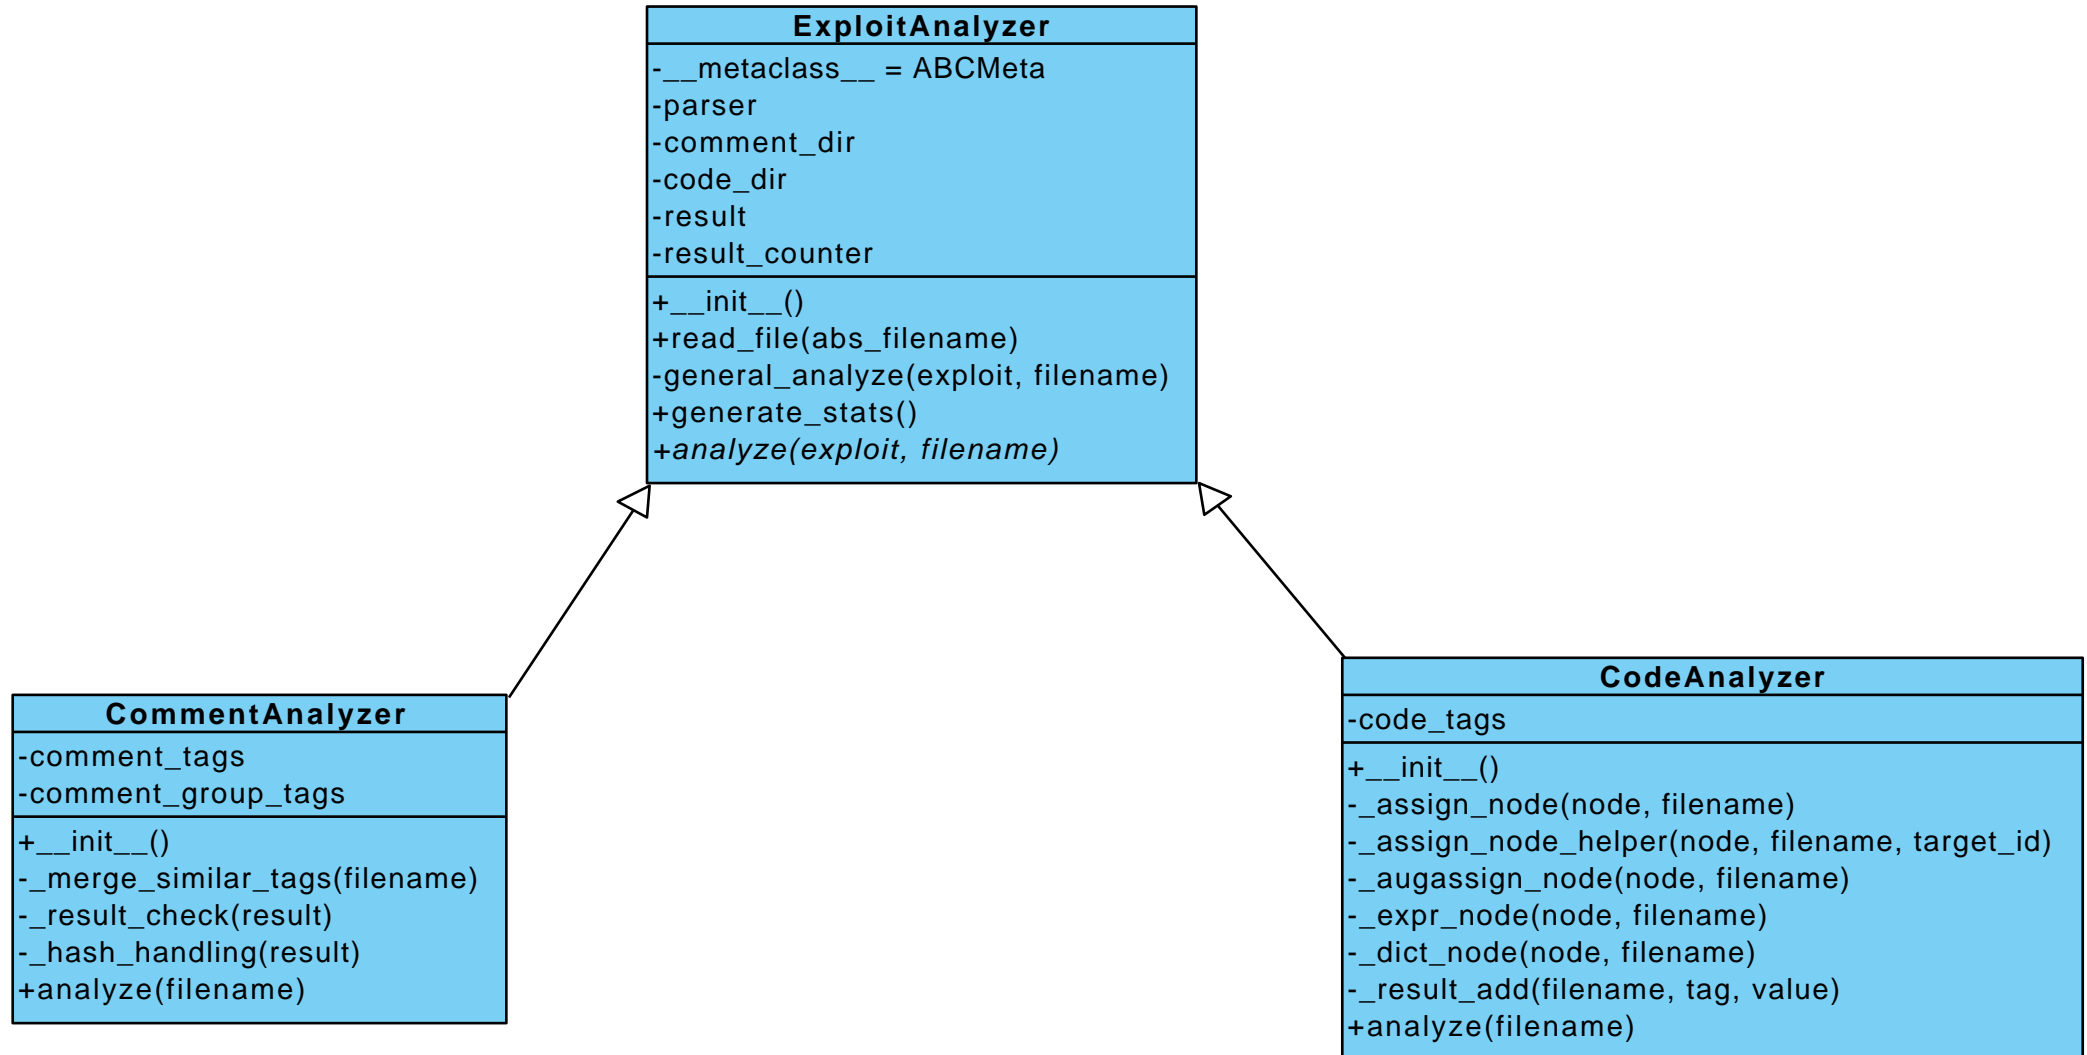 ExploitAnalyzer
-__metaclass__ = ABCMeta
-parser
-comment_dir
-code_dir
-result
-result_counter
+__init__()
+read_file(abs_filename)
-general_analyze(exploit, filename)
+generate_stats()
+analyze(exploit, filename)
CommentAnalyzer
-comment_tags
-comment_group_tags
+__init__()
-_merge_similar_tags(filename)
-_result_check(result)
-_hash_handling(result)
+analyze(filename)
CodeAnalyzer
-code_tags
+__init__()
-_assign_node(node, filename)
-_assign_node_helper(node, filename, target_id)
-_augassign_node(node, filename)
-_expr_node(node, filename)
-_dict_node(node, filename)
-_result_add(filename, tag, value)
+analyze(filename)